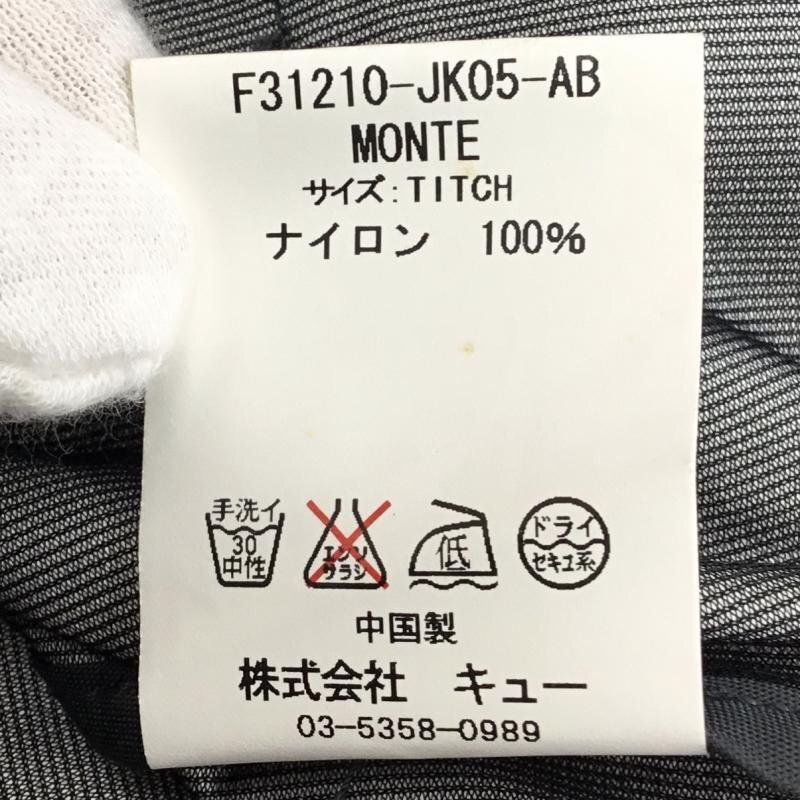 F31210-JK05-AB
MONTE
サイズ:TITCH
ナイロン 100%
手洗イ
30
中性
エンソ
サラシ
低
ドライ
セキユ系
中国製
株式会社 キュー
03-5358-0989